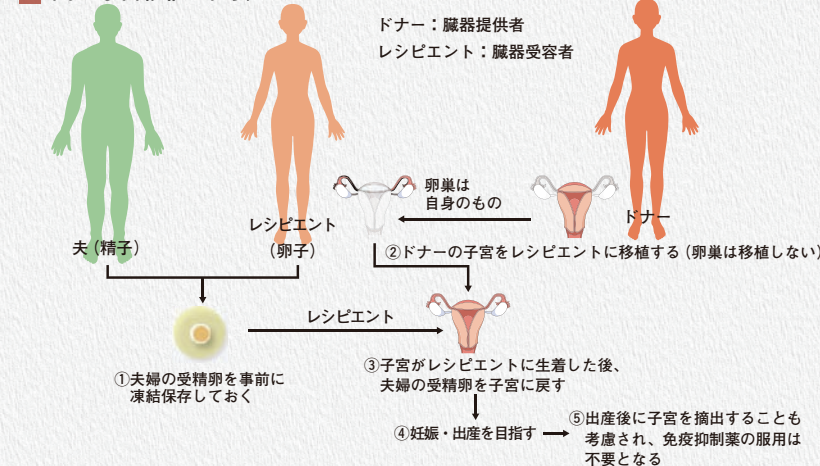 ドナー：臓器提供者
レシピエント：臓器受容者
卵巣は
自身のもの
ドナー
レシピエント
（卵子）
夫（精子）
②ドナーの子宮をレシピエントに移植する（卵巣は移植しない）
レシピエント
①夫婦の受精卵を事前に
凍結保存しておく
③子宮がレシピエントに生着した後、
夫婦の受精卵を子宮に戻す
④妊娠・出産を目指す
⑤出産後に子宮を摘出することも
考慮され、免疫抑制薬の服用は
不要となる